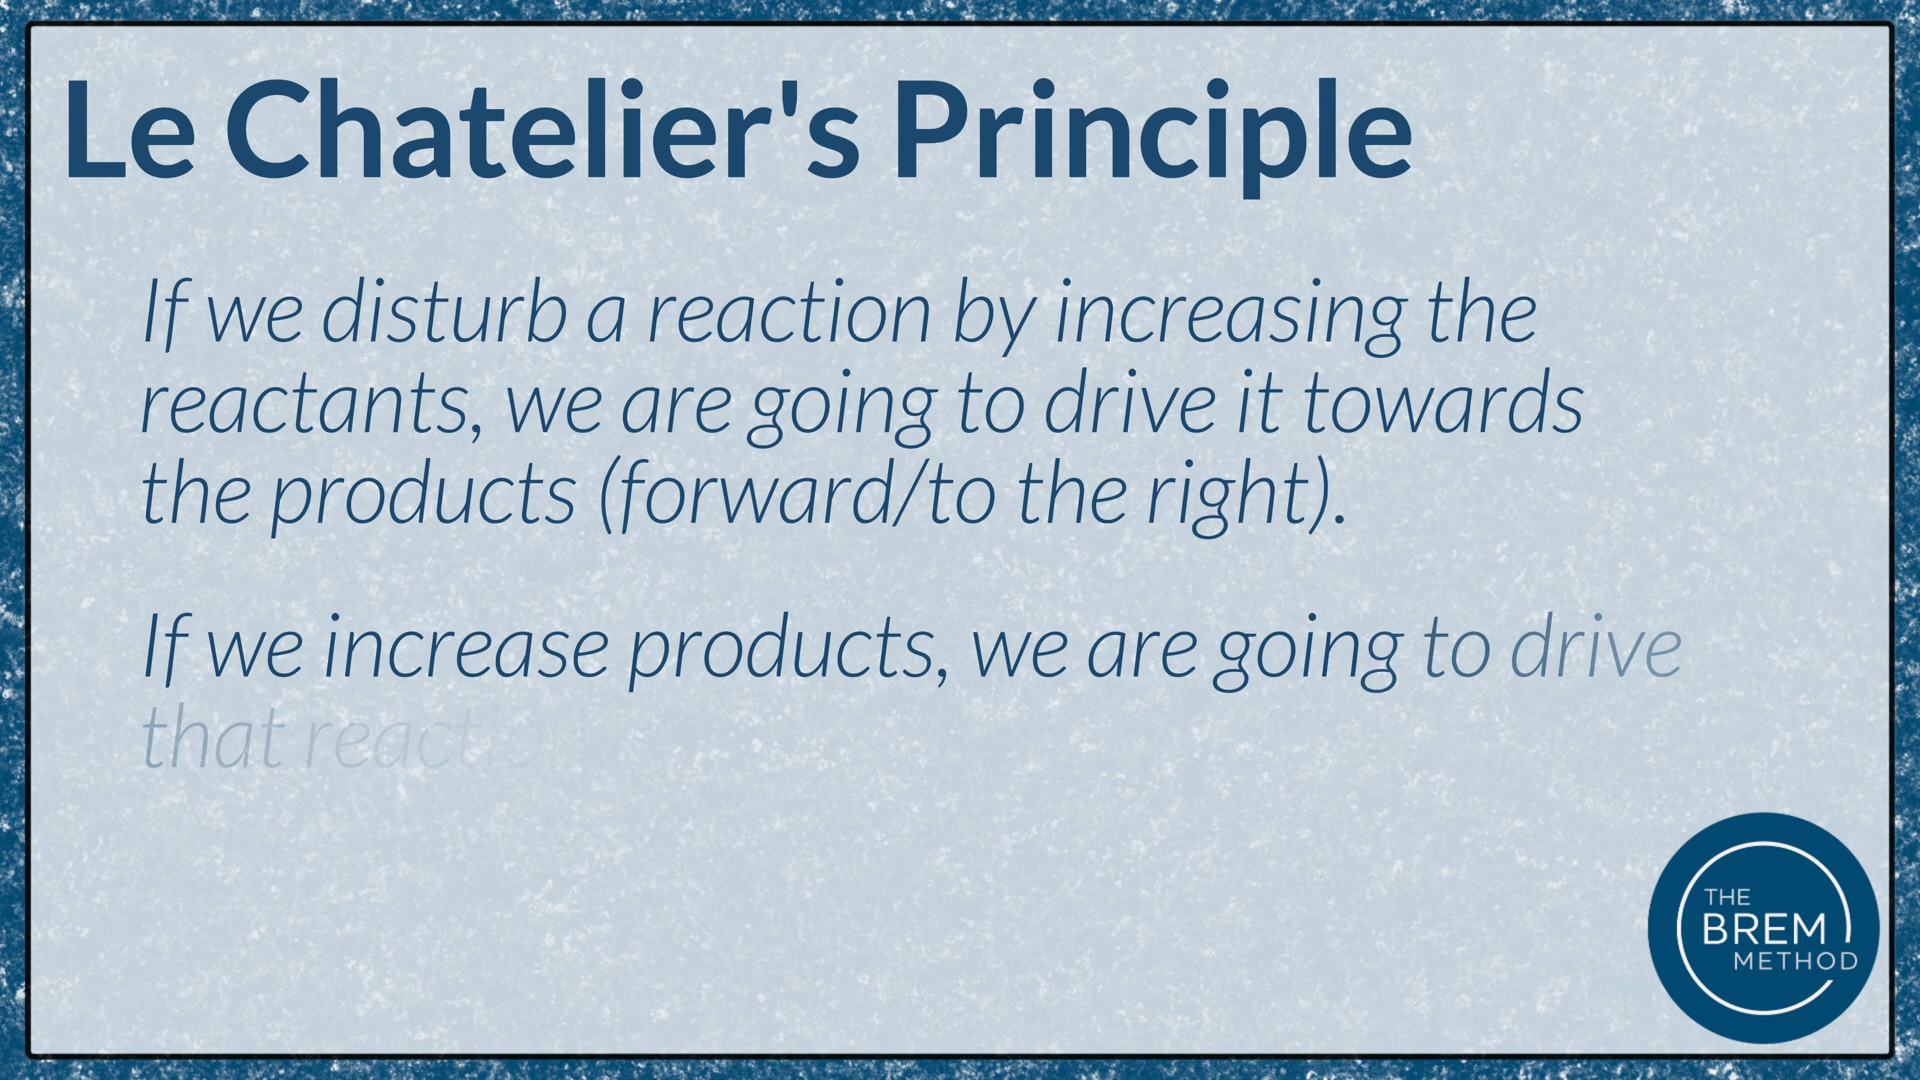 Le Chatelier's Principle
If we disturb a reaction by increasing the
reactants, we are going to drive it towards
the products (forward/to the right).
If we increase products, we are going to drive
that
THE
BREM
METHOD